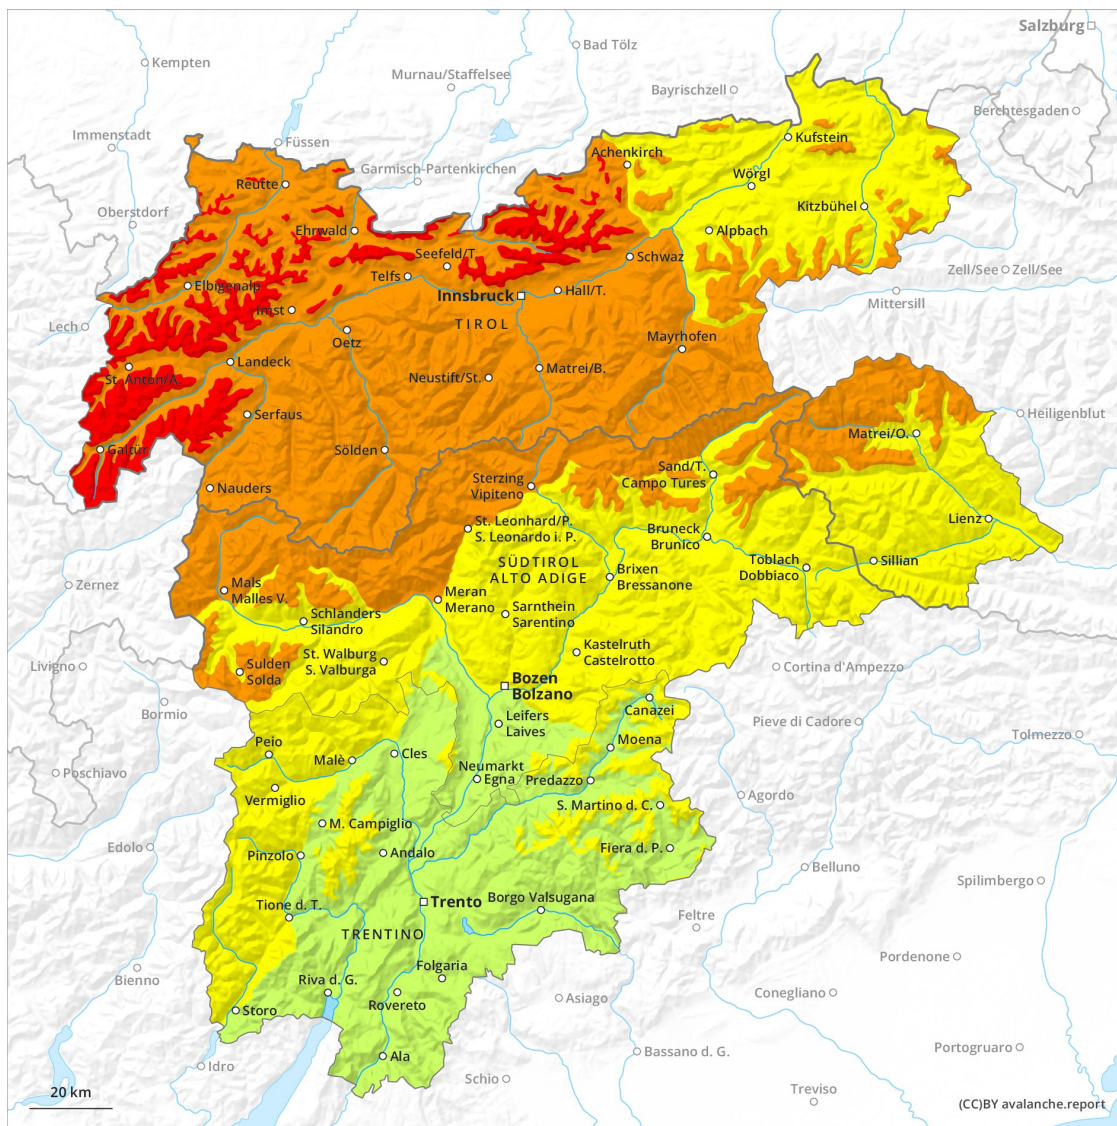 Salzburg
Kempten
Bad Tölz
Murnau/Staffelsee
Bayrischzell
Berchtesgaden
Immenstadt
Füssen
Kufstein
Achenkirch
Garmisch-Partenkirchen
Wörgl
Reutte
Oberstdorf
Kitzbühel
Ehrwald
Alpbach
Seefeld/T.
Schwaz
Telfs
Zell/See
Zell/See
Elbigenalp
Innsbruck
Hall/T.
Mittersill
Imst
Lech
TIROL
Oetz
Mayrhofen
Landeck
Matrei/B.
St. Anton/A.
Neustift/St.
Serfaus
Heiligenblut
Matrei/O.
Galtür
Sölden
Sand/T.
Campo Tures
Sterzing
Vipiteno
Nauders
Lienz
St. Leonhard/P.
S. Leonardo i. P.
Bruneck
Brunico
SÜDTIROL
ALTO ADIGE
Toblach
Dobbiaco
Sillian
Brixen
Bressanone
Zernez
Mals
Malles V.
Meran
Merano
Schlanders
Silandro
Sarnthein
Sarentino
Kastelruth
Castelrotto
St. Walburg
S. Valburga
Livigno
Sulden
Solda
Cortina d'Ampezzo
Bozen
Bolzano
Canazei
Bormio
Leifers
Laives
Pieve di Cadore
Tolmezzo
Moena
Peio
Cles
Malè
Poschiavo
Neumarkt
Egna
Predazzo
Vermiglio
Agordo
S. Martino d. C.
M. Campiglio
Edolo
Fiera d. P.
Pinzolo
Andalo
Belluno
Spilimbergo
Borgo Valsugana
Trento
Tione d. T.
Feltre
TRENTINO
Pordenone
Folgaria
Bienno
Riva d. G.
Conegliano
Asiago
Rovereto
Storo
Portogruaro
Bassano d. G.
Ala
Idro
Schio
Treviso
20 km
(CC)BY avalanche.report